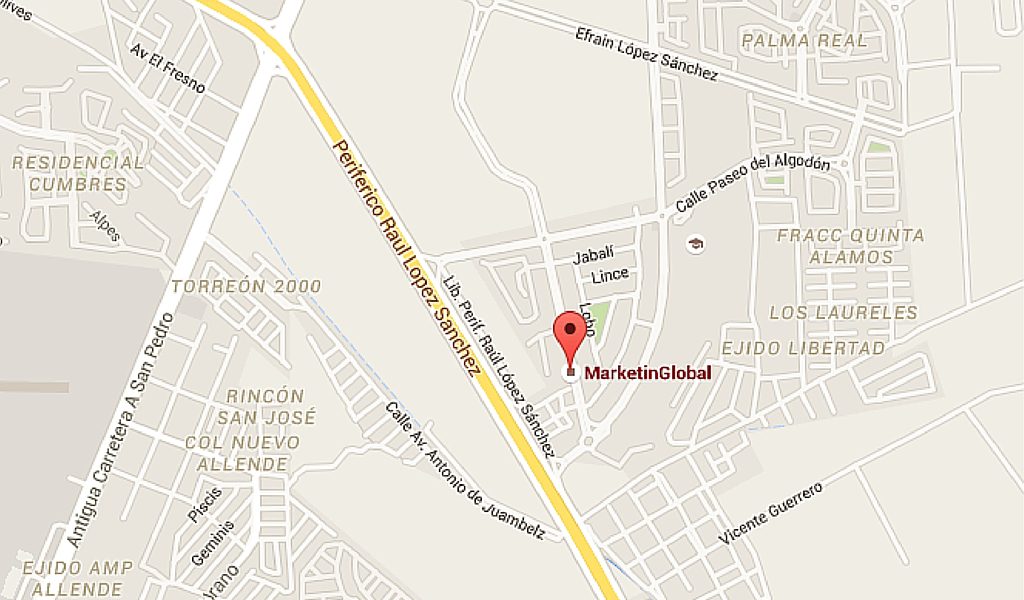 Av El Fresno
Efrain López Sánchez
PALMA REAL
RESIDENCIAL
CUMBRES
Alpes
Periferico Raul Lopez Sanchez
Calle Paseo del Algodón
FRACC QUINTA
ALAMOS
Jabalí
Lince
Lobo
TORREÓN 2000
Lib. Perif. Raúl López Sánchez
LOS LAURELES
EJIDO LIBERTAD
MarketinGlobal
Antigua Carretera A San Pedro
RINCÓN
SAN JOSÉ
COL NUEVO
ALLENDE
Calle Av. Antonio de Juambelz
Piscis
Geminis
Vicente Guerrero
EJIDO AMP
ALLENDE